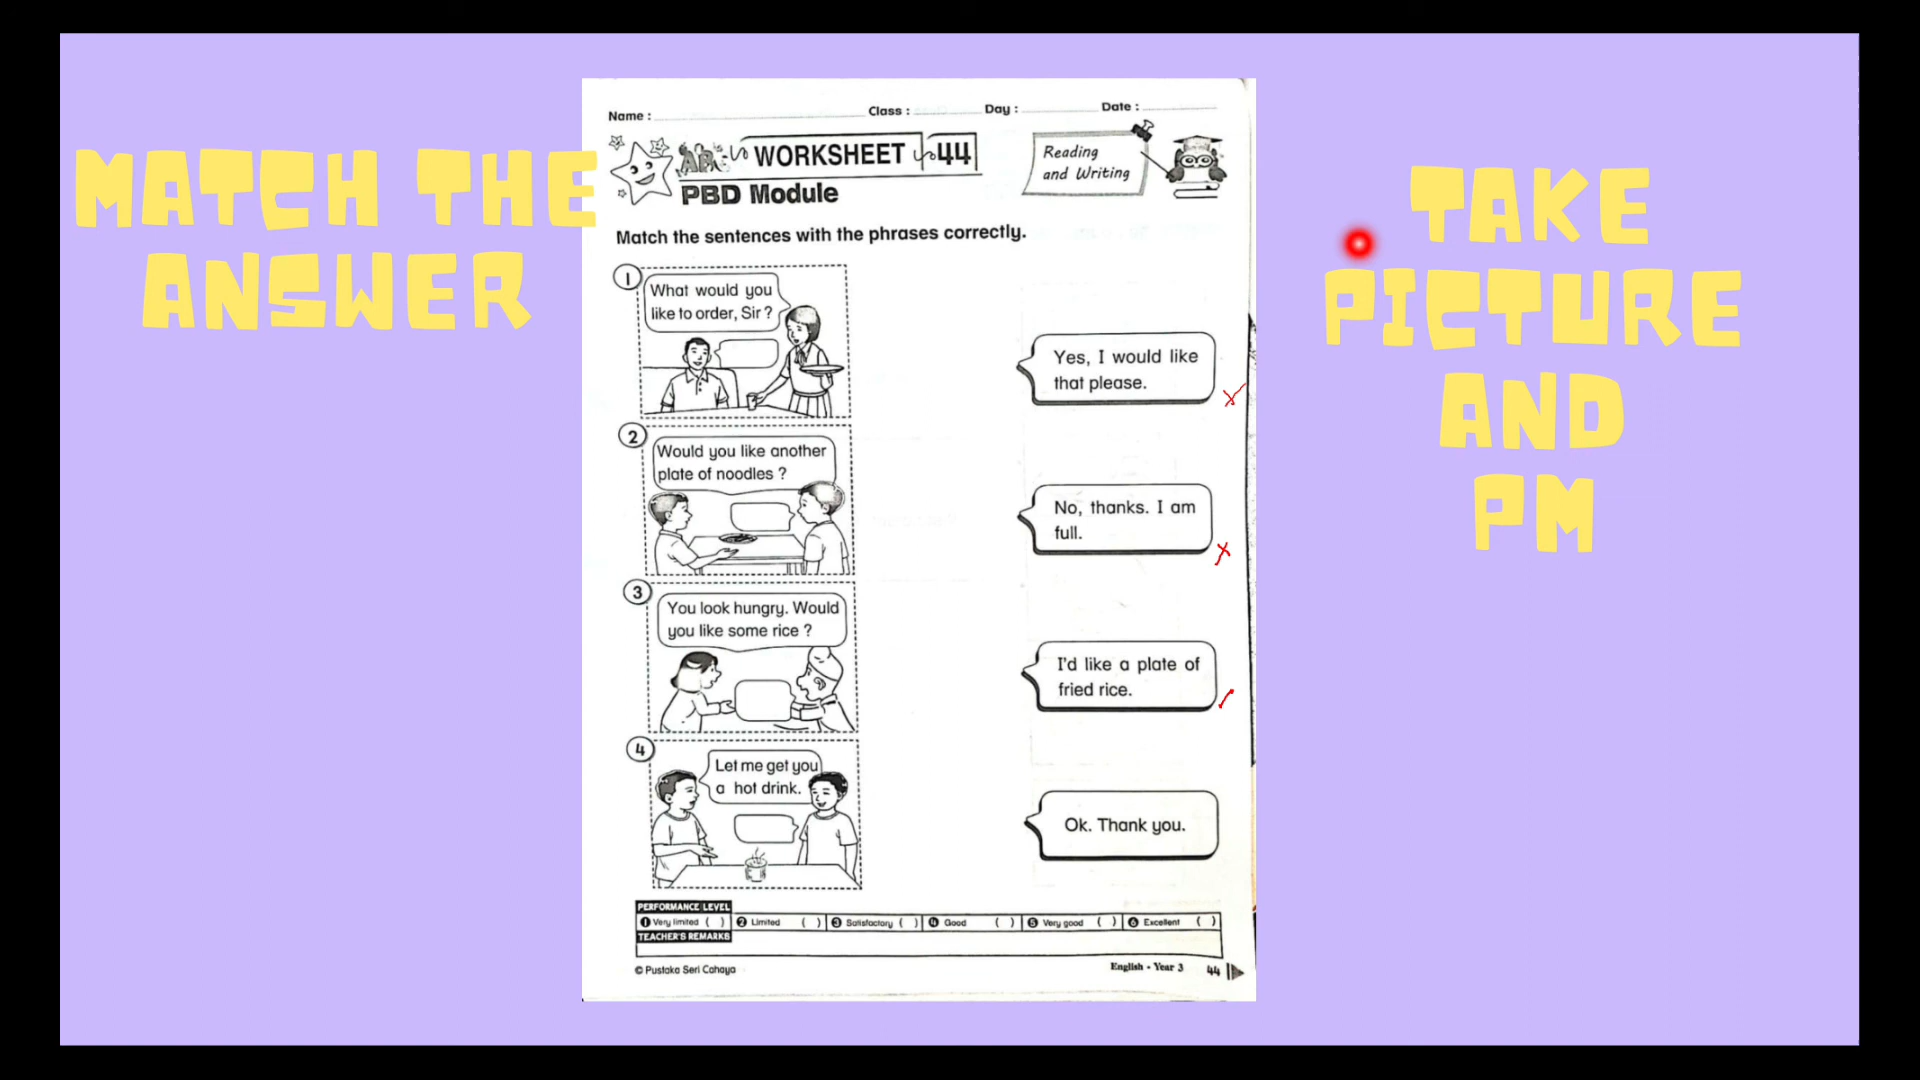 MATCH THE
ANSWER
TAKE
PICTURE
AND
PM
Name :
Class :
Day :
Date :
WORKSHEET 44
PBD Module
Reading
and Writing
Match the sentences with the phrases correctly.
1
What would you
like to order, Sir ?
Yes, I would like
that please.
2
Would you like another
plate of noodles ?
No, thanks. I am
full.
3
You look hungry. Would
you like some rice ?
I'd like a plate of
fried rice.
4
Let me get you
a hot drink.
Ok. Thank you.
PERFORMANCE LEVEL
1 Very limited ( ) 2 Limited ( ) 3 Satisfactory ( ) 4 Good ( ) 5 Very good ( ) 6 Excellent ( )
TEACHER'S REMARKS
© Pustaka Seri Cahaya
English - Year 3 44